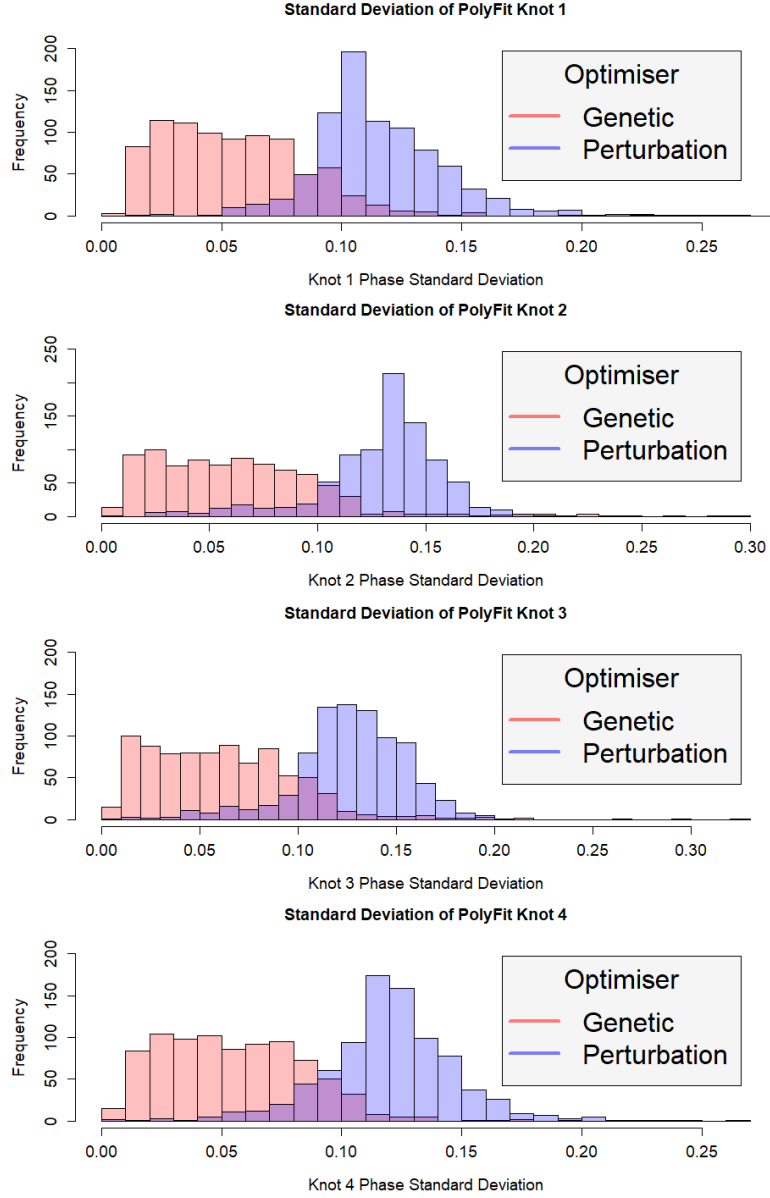 Standard Deviation of PolyFit Knot 1
Frequency
200
150
100
50
0
Optimiser
Genetic
Perturbation
0.00 0.05 0.10 0.15 0.20 0.25
Knot 1 Phase Standard Deviation
Standard Deviation of PolyFit Knot 2
Frequency
250
150
50
0
Optimiser
Genetic
Perturbation
0.00 0.05 0.10 0.15 0.20 0.25 0.30
Knot 2 Phase Standard Deviation
Standard Deviation of PolyFit Knot 3
Frequency
200
150
100
50
0
Optimiser
Genetic
Perturbation
0.00 0.05 0.10 0.15 0.20 0.25 0.30
Knot 3 Phase Standard Deviation
Standard Deviation of PolyFit Knot 4
Frequency
200
150
100
50
0
Optimiser
Genetic
Perturbation
0.00 0.05 0.10 0.15 0.20 0.25
Knot 4 Phase Standard Deviation